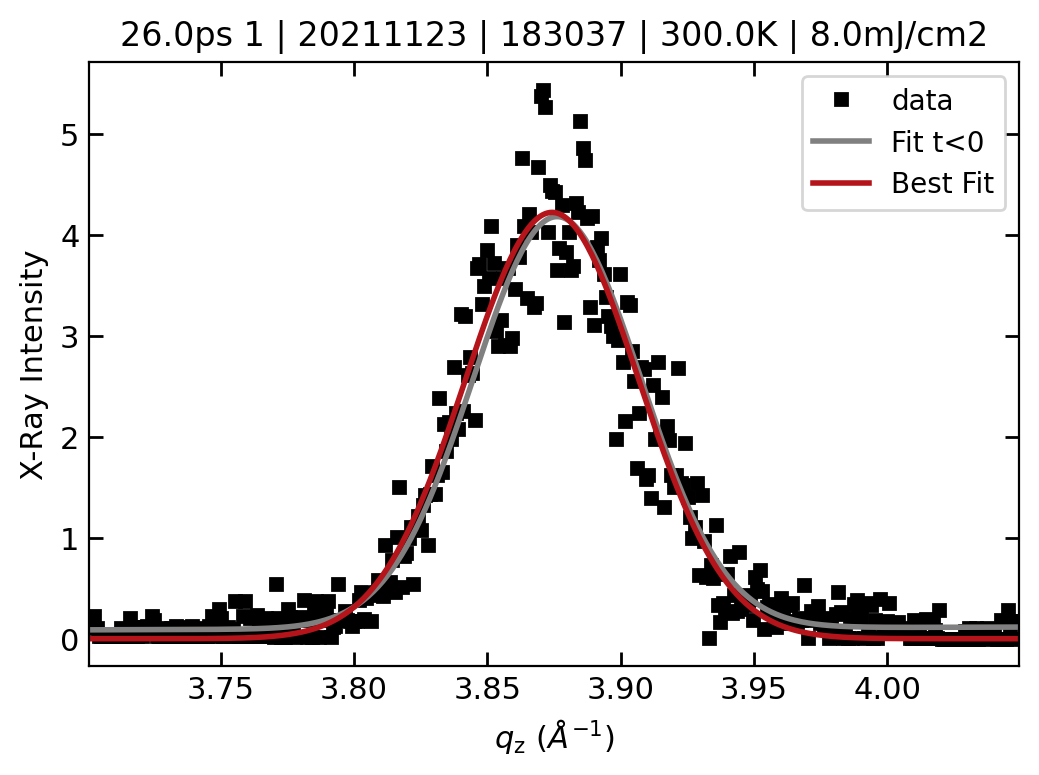 26.0ps 1 | 20211123 | 183037 | 300.0K | 8.0mJ/cm2
data
Fit t<0
Best Fit
X-Ray Intensity
5
4
3
2
1
0
3.75 3.80 3.85 3.90 3.95 4.00
q_z (Å⁻¹)